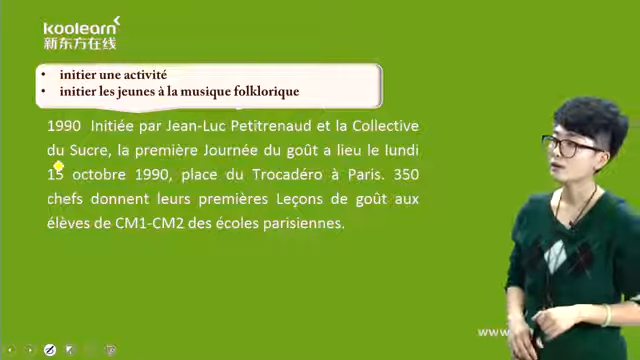 koolearn
新东方在线
• initier une activité
• initier les jeunes à la musique folklorique
1990 Initiée par Jean-Luc Petitrenaud et la Collective
du Sucre, la première Journée du goût a lieu le lundi
15 octobre 1990, place du Trocadéro à Paris. 350
chefs donnent leurs premières Leçons de goût aux
élèves de CM1-CM2 des écoles parisiennes.
www.